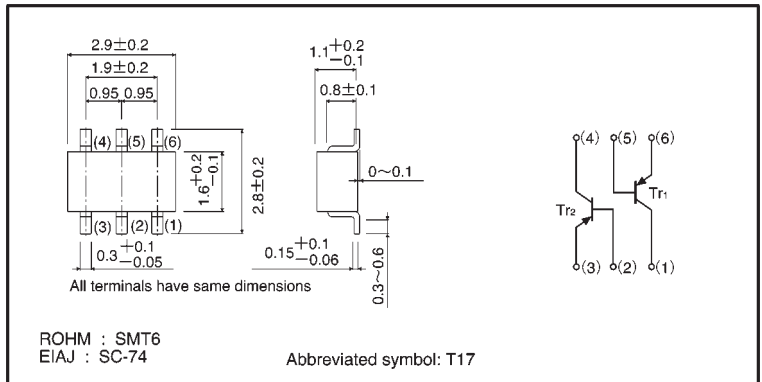 2.9±0.2
1.9±0.2
0.95 0.95
(4) (5) (6)
(3) (2) (1)
1.6+0.2 −0.1
2.8±0.2
0.3+0.1 −0.05
All terminals have same dimensions
1.1+0.2 −0.1
0.8±0.1
0～0.1
0.15+0.1 −0.06
0.3～0.6
(4) (5) (6)
Tr1
Tr2
(3) (2) (1)
ROHM : SMT6
EIAJ : SC-74
Abbreviated symbol: T17